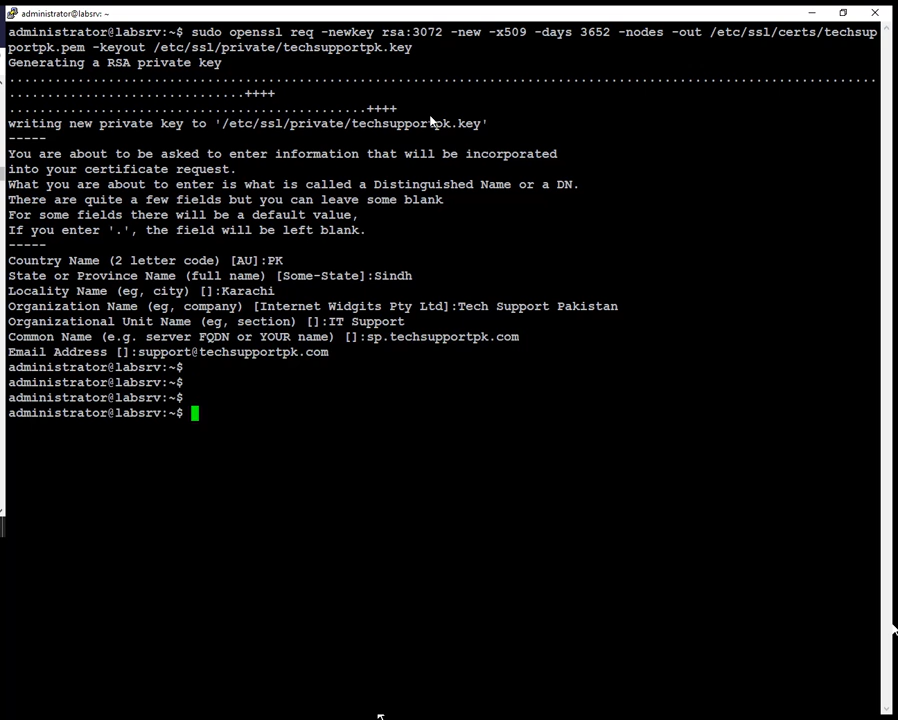 administrator@labsrv: ~
administrator@labsrv:~$ sudo openssl req -newkey rsa:3072 -new -x509 -days 3652 -nodes -out /etc/ssl/certs/techsup
portpk.pem -keyout /etc/ssl/private/techsupportpk.key
Generating a RSA private key
..................................................................................................................
...............................++++
...............................................++++
writing new private key to '/etc/ssl/private/techsupportpk.key'
-----
You are about to be asked to enter information that will be incorporated
into your certificate request.
What you are about to enter is what is called a Distinguished Name or a DN.
There are quite a few fields but you can leave some blank
For some fields there will be a default value,
If you enter '.', the field will be left blank.
-----
Country Name (2 letter code) [AU]:PK
State or Province Name (full name) [Some-State]:Sindh
Locality Name (eg, city) []:Karachi
Organization Name (eg, company) [Internet Widgits Pty Ltd]:Tech Support Pakistan
Organizational Unit Name (eg, section) []:IT Support
Common Name (e.g. server FQDN or YOUR name) []:sp.techsupportpk.com
Email Address []:support@techsupportpk.com
administrator@labsrv:~$
administrator@labsrv:~$
administrator@labsrv:~$
administrator@labsrv:~$